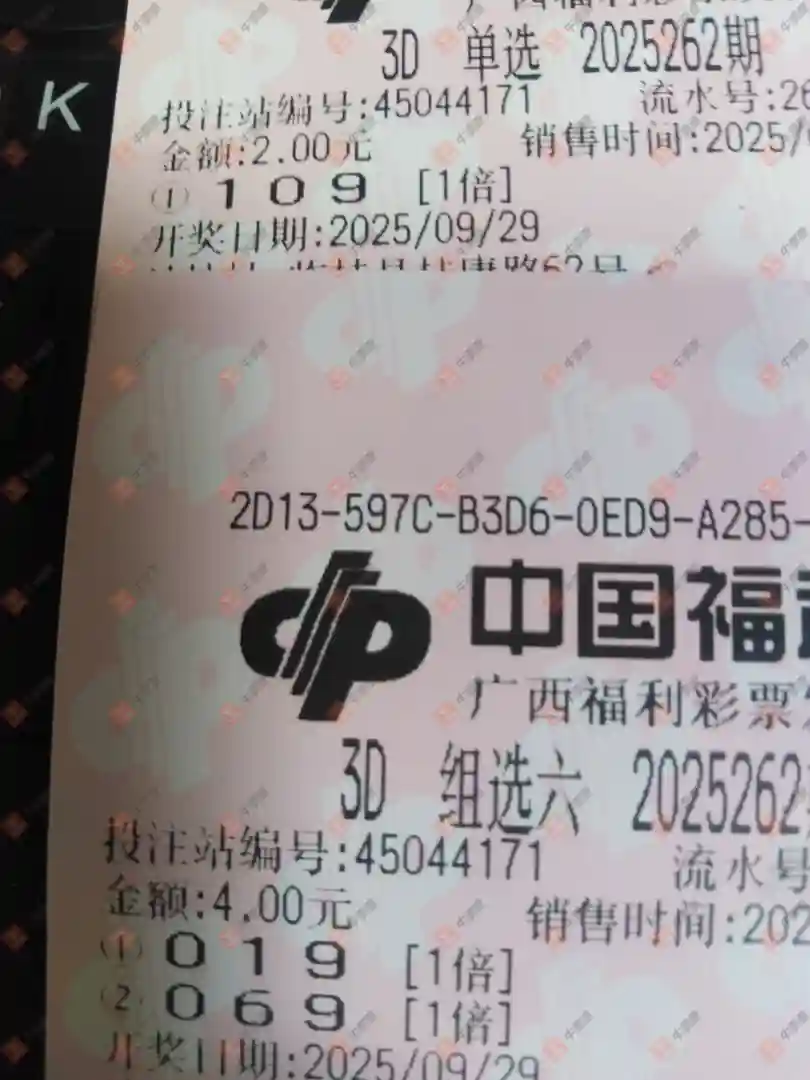 K
3D 单选 2025262期
投注站编号:45044171 流水号:26
金额:2.00元 销售时间:2025/
① 1 0 9 [1倍]
开奖日期:2025/09/29
2D13-597C-B3D6-0ED9-A285-
中国福
广西福利彩票
3D 组选六 2025262
投注站编号:45044171 流水号
金额:4.00元 销售时间:202
① 0 1 9 [1倍]
② 0 6 9 [1倍]
开奖日期:2025/09/29